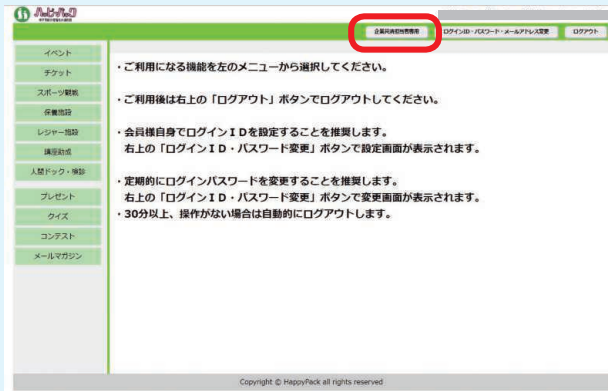 ハッピーパック
企業共済担当者専用 ログインID・パスワード・メールアドレス変更 ログアウト
イベント
チケット
スポーツ観戦
保養施設
レジャー施設
講座助成
人間ドック・検診
プレゼント
クイズ
コンテスト
メールマガジン
・ご利用になる機能を左のメニューから選択してください。
・ご利用後は右上の「ログアウト」ボタンでログアウトしてください。
・会員様自身でログインＩＤを設定することを推奨します。
右上の「ログインＩＤ・パスワード変更」ボタンで設定画面が表示されます。
・定期的にログインパスワードを変更することを推奨します。
右上の「ログインＩＤ・パスワード変更」ボタンで変更画面が表示されます。
・30分以上、操作がない場合は自動的にログアウトします。
Copyright © HappyPack all rights reserved